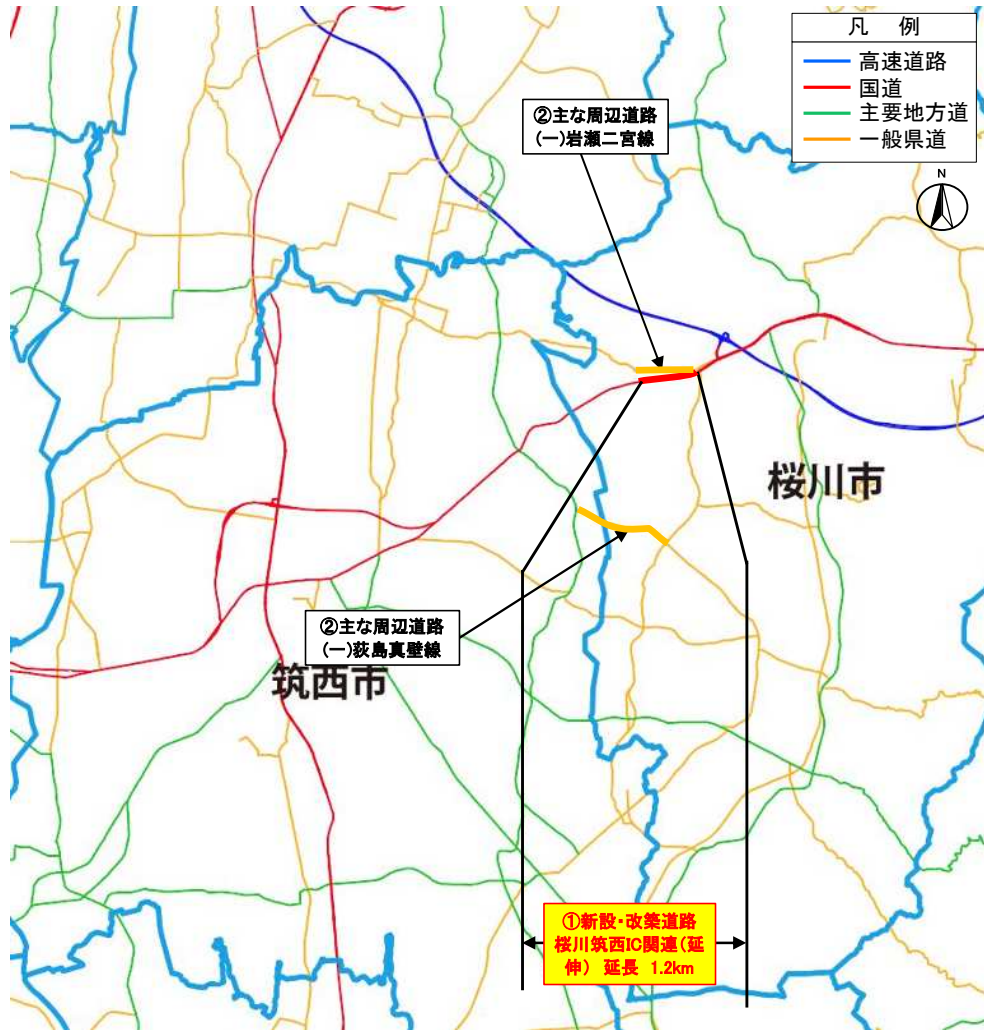 凡 例
高速道路
国道
主要地方道
一般県道
N
②主な周辺道路
(一)岩瀬二宮線
桜川市
②主な周辺道路
(一)荻島真壁線
筑西市
①新設・改築道路
桜川筑西IC関連(延
伸) 延長 1.2km